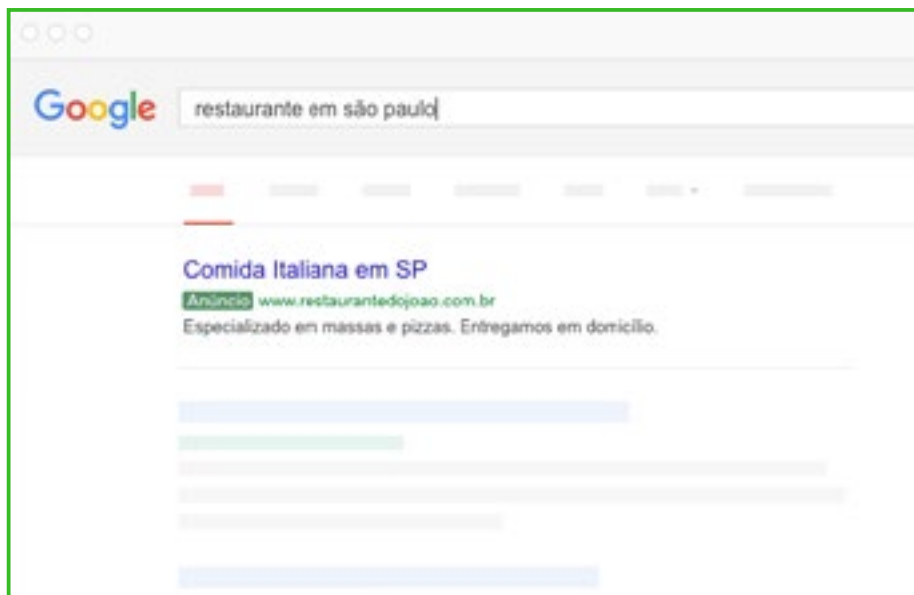 Google
restaurante em são paulo
Comida Italiana em SP
Anúncio www.restaurantedojoao.com.br
Especializado em massas e pizzas. Entregamos em domicílio.